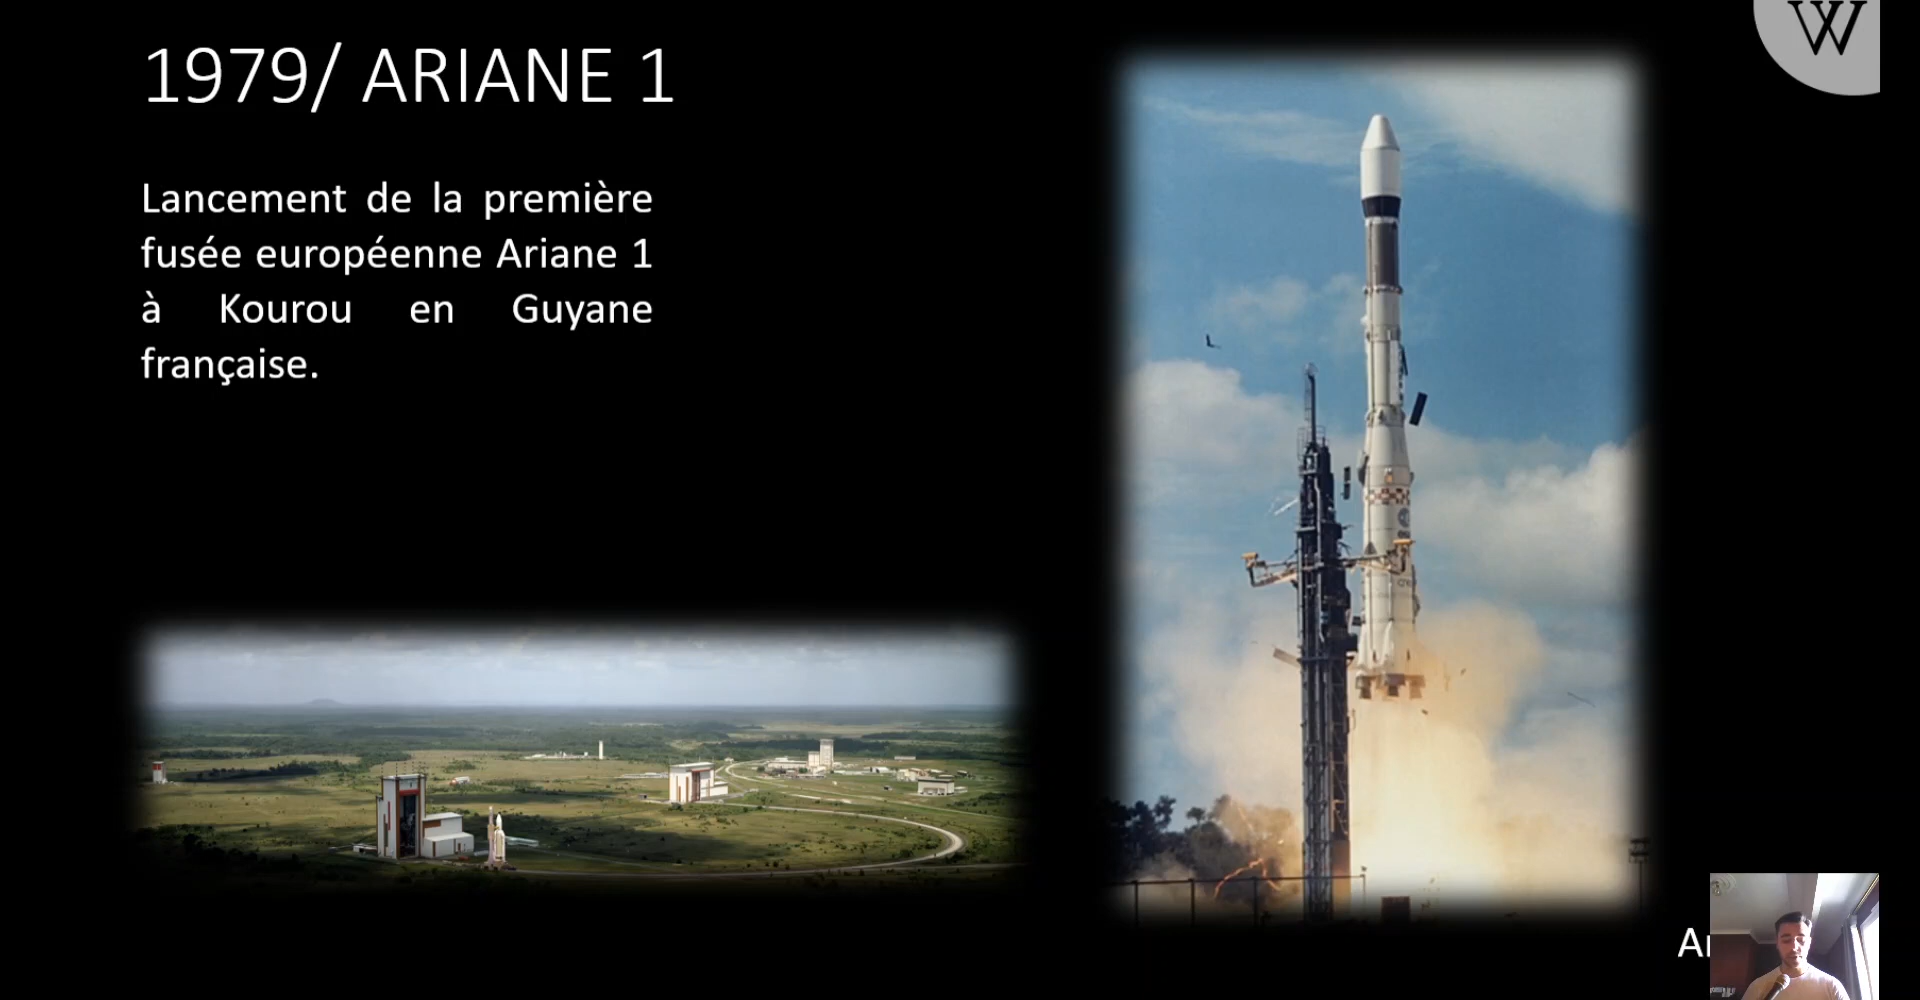 W
1979/ ARIANE 1
Lancement de la première
fusée européenne Ariane 1
à Kourou en Guyane
française.